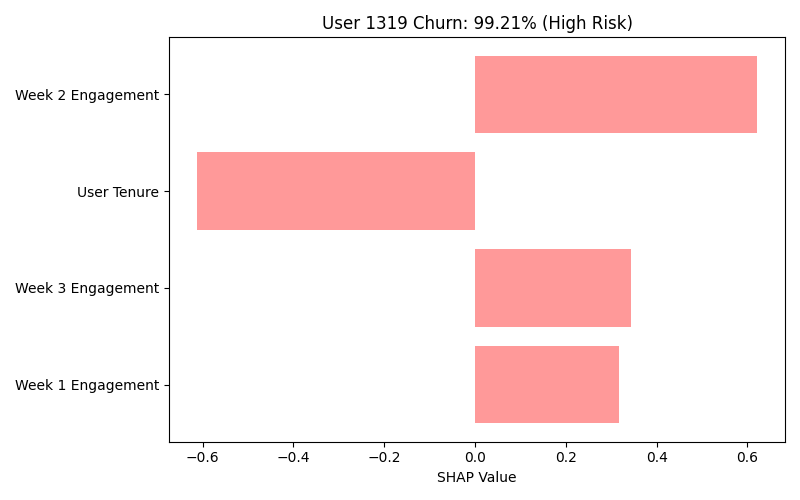 User 1319 Churn: 99.21% (High Risk)
Week 2 Engagement
User Tenure
Week 3 Engagement
Week 1 Engagement
−0.6 −0.4 −0.2 0.0 0.2 0.4 0.6
SHAP Value